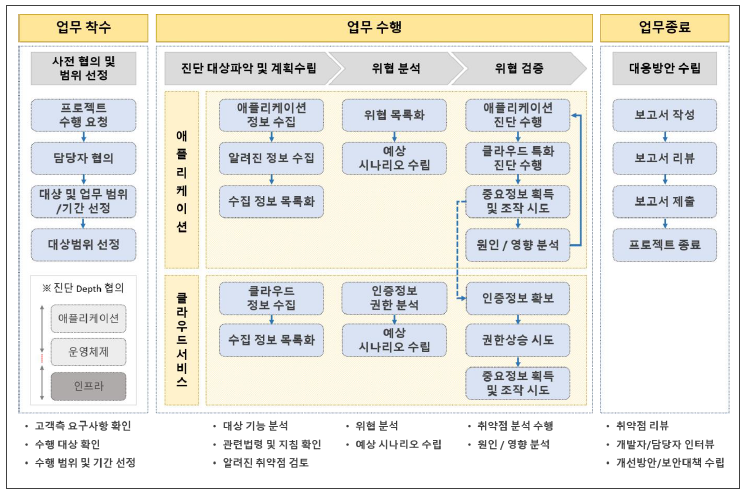 업무 착수
업무 수행
업무종료
사전 협의 및
범위 선정
진단 대상파악 및 계획수립
위협 분석
위협 검증
대응방안 수립
프로젝트
수행 요청
담당자 협의
대상 및 업무 범위
/기간 선정
대상범위 선정
※ 진단 Depth 협의
애플리케이션
운영체제
인프라
애플리케이션
애플리케이션
정보 수집
알려진 정보 수집
수집 정보 목록화
위협 목록화
예상
시나리오 수립
애플리케이션
진단 수행
클라우드 특화
진단 수행
중요정보 획득
및 조작 시도
원인 / 영향 분석
클라우드서비스
클라우드
정보 수집
수집 정보 목록화
인증정보
권한 분석
예상
시나리오 수립
인증정보 확보
권한상승 시도
중요정보 획득
및 조작 시도
보고서 작성
보고서 리뷰
보고서 제출
프로젝트 종료
• 고객측 요구사항 확인
• 수행 대상 확인
• 수행 범위 및 기간 선정
• 대상 기능 분석
• 관련법령 및 지침 확인
• 알려진 취약점 검토
• 위협 분석
• 예상 시나리오 수립
• 취약점 분석 수행
• 원인 / 영향 분석
• 취약점 리뷰
• 개발자/담당자 인터뷰
• 개선방안/보안대책 수립